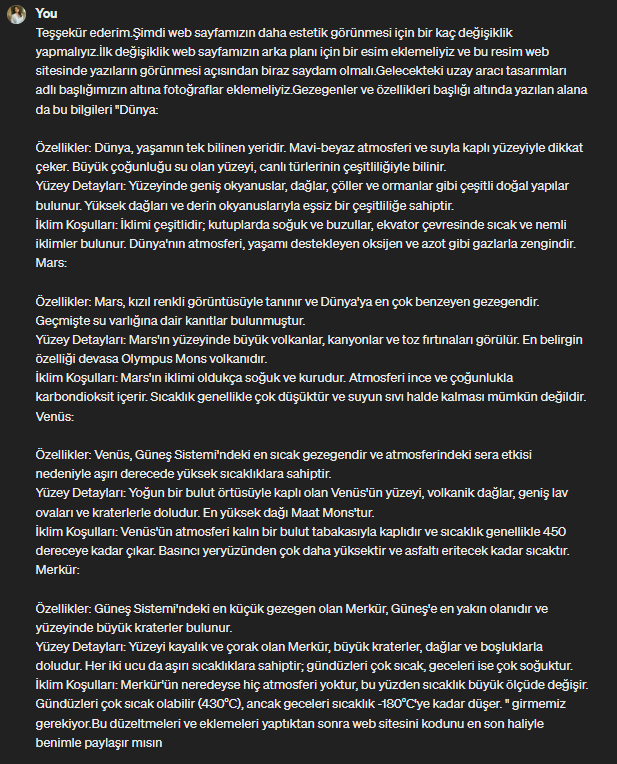 You
Teşşekür ederim.Şimdi web sayfamızın daha estetik görünmesi için bir kaç değişiklik
yapmalıyız.İlk değişiklik web sayfamızın arka planı için bir esim eklemeliyiz ve bu resim web
sitesinde yazıların görünmesi açısından biraz saydam olmalı.Gelecekteki uzay aracı tasarımları
adlı başlığımızın altına fotoğraflar eklemeliyiz.Gezegenler ve özellikleri başlığı altında yazılan alana
da bu bilgileri "Dünya:
Özellikler: Dünya, yaşamın tek bilinen yeridir. Mavi-beyaz atmosferi ve suyla kaplı yüzeyiyle dikkat
çeker. Büyük çoğunluğu su olan yüzeyi, canlı türlerinin çeşitliliğiyle bilinir.
Yüzey Detayları: Yüzeyinde geniş okyanuslar, dağlar, çöller ve ormanlar gibi çeşitli doğal yapılar
bulunur. Yüksek dağları ve derin okyanuslarıyla eşsiz bir çeşitliliğe sahiptir.
İklim Koşulları: İklimi çeşitlidir; kutuplarda soğuk ve buzullar, ekvator çevresinde sıcak ve nemli
iklimler bulunur. Dünya'nın atmosferi, yaşamı destekleyen oksijen ve azot gibi gazlarla zengindir.
Mars:
Özellikler: Mars, kızıl renkli görüntüsüyle tanınır ve Dünya'ya en çok benzeyen gezegendir.
Geçmişte su varlığına dair kanıtlar bulunmuştur.
Yüzey Detayları: Mars'ın yüzeyinde büyük volkanlar, kanyonlar ve toz fırtınaları görülür. En belirgin
özelliği devasa Olympus Mons volkanıdır.
İklim Koşulları: Mars'ın iklimi oldukça soğuk ve kurudur. Atmosferi ince ve çoğunlukla
karbondioksit içerir. Sıcaklık genellikle çok düşüktür ve suyun sıvı halde kalması mümkün değildir.
Venüs:
Özellikler: Venüs, Güneş Sistemi'ndeki en sıcak gezegendir ve atmosferindeki sera etkisi
nedeniyle aşırı derecede yüksek sıcaklıklara sahiptir.
Yüzey Detayları: Yoğun bir bulut örtüsüyle kaplı olan Venüs'ün yüzeyi, volkanik dağlar, geniş lav
ovaları ve kraterlerle doludur. En yüksek dağı Maat Mons'tur.
İklim Koşulları: Venüs'ün atmosferi kalın bir bulut tabakasıyla kaplıdır ve sıcaklık genellikle 450
dereceye kadar çıkar. Basıncı yeryüzünden çok daha yüksektir ve asfaltı eritecek kadar sıcaktır.
Merkür:
Özellikler: Güneş Sistemi'ndeki en küçük gezegen olan Merkür, Güneş'e en yakın olanıdır ve
yüzeyinde büyük kraterler bulunur.
Yüzey Detayları: Yüzeyi kayalık ve çorak olan Merkür, büyük kraterler, dağlar ve boşluklarla
doludur. Her iki ucu da aşırı sıcaklıklara sahiptir; gündüzleri çok sıcak, geceleri ise çok soğuktur.
İklim Koşulları: Merkür'ün neredeyse hiç atmosferi yoktur, bu yüzden sıcaklık büyük ölçüde değişir.
Gündüzleri çok sıcak olabilir (430°C), ancak geceleri sıcaklık -180°C'ye kadar düşer. " girmemiz
gerekiyor.Bu düzeltmeleri ve eklemeleri yaptıktan sonra web sitesini kodunu en son haliyle
benimle paylaşır mısın